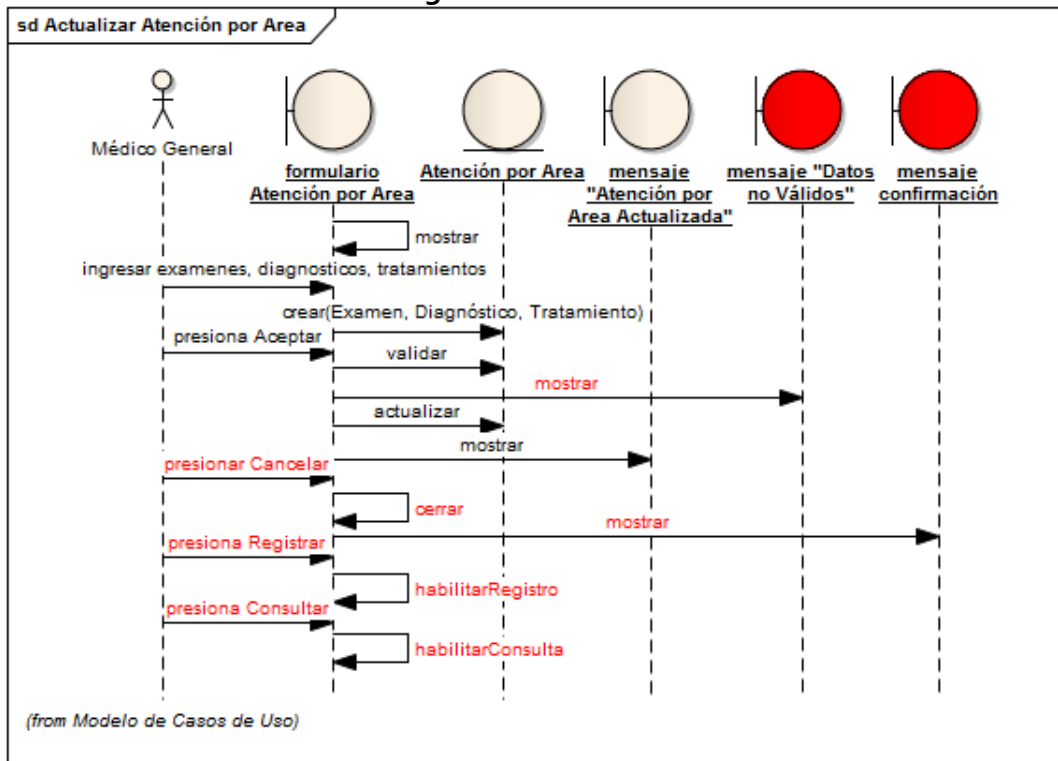 sd Actualizar Atención por Area
Médico General
formulario
Atención por Area
Atención por Area
mensaje
"Atención por
Area Actualizada"
mensaje "Datos
no Válidos"
mensaje
confirmación
mostrar
ingresar examenes, diagnosticos, tratamientos
crear(Examen, Diagnóstico, Tratamiento)
presiona Aceptar
validar
mostrar
actualizar
mostrar
presionar Cancelar
cerrar
mostrar
presiona Registrar
habilitarRegistro
presiona Consultar
habilitarConsulta
(from Modelo de Casos de Uso)